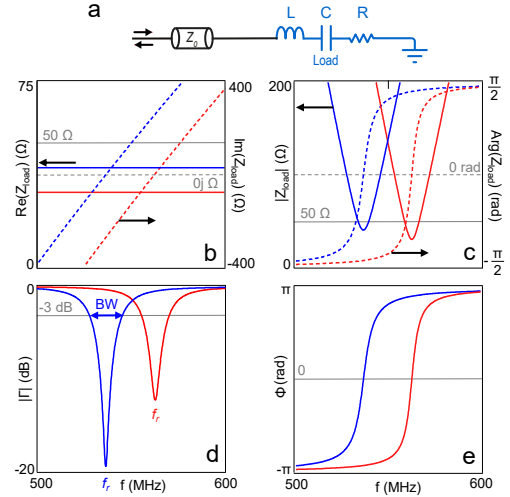 a
L C R
Z0
Load
75
400
200
π/2
50 Ω
0j Ω
Re(Zload) (Ω)
Im(Zload) (Ω)
b
0
-400
|Zload| (Ω)
Arg(Zload) (rad)
0 rad
50 Ω
c
0
-π/2
0
-3 dB
BW
|Γ| (dB)
fr
d
-20
500
fr
f (MHz)
600
π
0
Φ (rad)
e
-π
500
f (MHz)
600